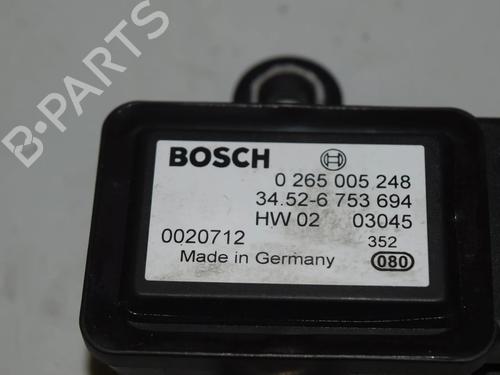 BOSCH
0 265 005 248
34.52-6 753 694
HW 02 03045
0020712 352
Made in Germany 080
B-PARTS